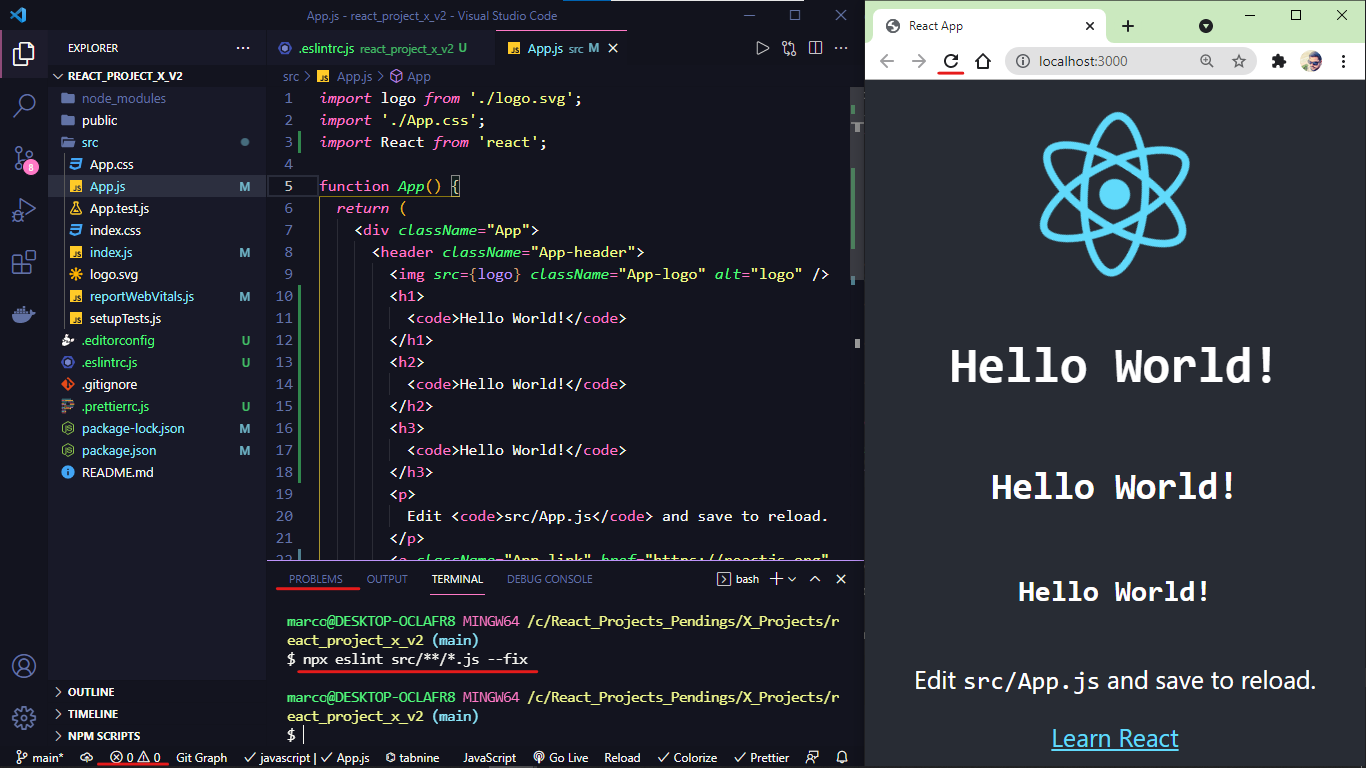 App.js - react_project_x_v2 - Visual Studio Code
EXPLORER
REACT_PROJECT_X_V2
node_modules
public
src
App.css
App.js M
App.test.js
index.css
index.js M
logo.svg
reportWebVitals.js M
setupTests.js
.editorconfig U
.eslintrc.js U
.gitignore
.prettierrc.js U
package-lock.json M
package.json M
README.md
OUTLINE
TIMELINE
NPM SCRIPTS
8
.eslintrc.js react_project_x_v2 U
App.js src M
src > App.js > App
1 import logo from './logo.svg';
2 import './App.css';
3 import React from 'react';
4
5 function App() {
6 return (
7 <div className="App">
8 <header className="App-header">
9 <img src={logo} className="App-logo" alt="logo" />
10 <h1>
11 <code>Hello World!</code>
12 </h1>
13 <h2>
14 <code>Hello World!</code>
15 </h2>
16 <h3>
17 <code>Hello World!</code>
18 </h3>
19 <p>
20 Edit <code>src/App.js</code> and save to reload.
21 </p>
22 <a className="App-link" href="https://reactjs.org"
PROBLEMS OUTPUT TERMINAL DEBUG CONSOLE
bash
marco@DESKTOP-OCLAFR8 MINGW64 /c/React_Projects_Pendings/X_Projects/r
eact_project_x_v2 (main)
$ npx eslint src/**/*.js --fix
marco@DESKTOP-OCLAFR8 MINGW64 /c/React_Projects_Pendings/X_Projects/r
eact_project_x_v2 (main)
$
main* 0 0 Git Graph javascript | App.js tabnine JavaScript Go Live Reload Colorize Prettier
React App
localhost:3000
Hello World!
Hello World!
Hello World!
Edit src/App.js and save to reload.
Learn React